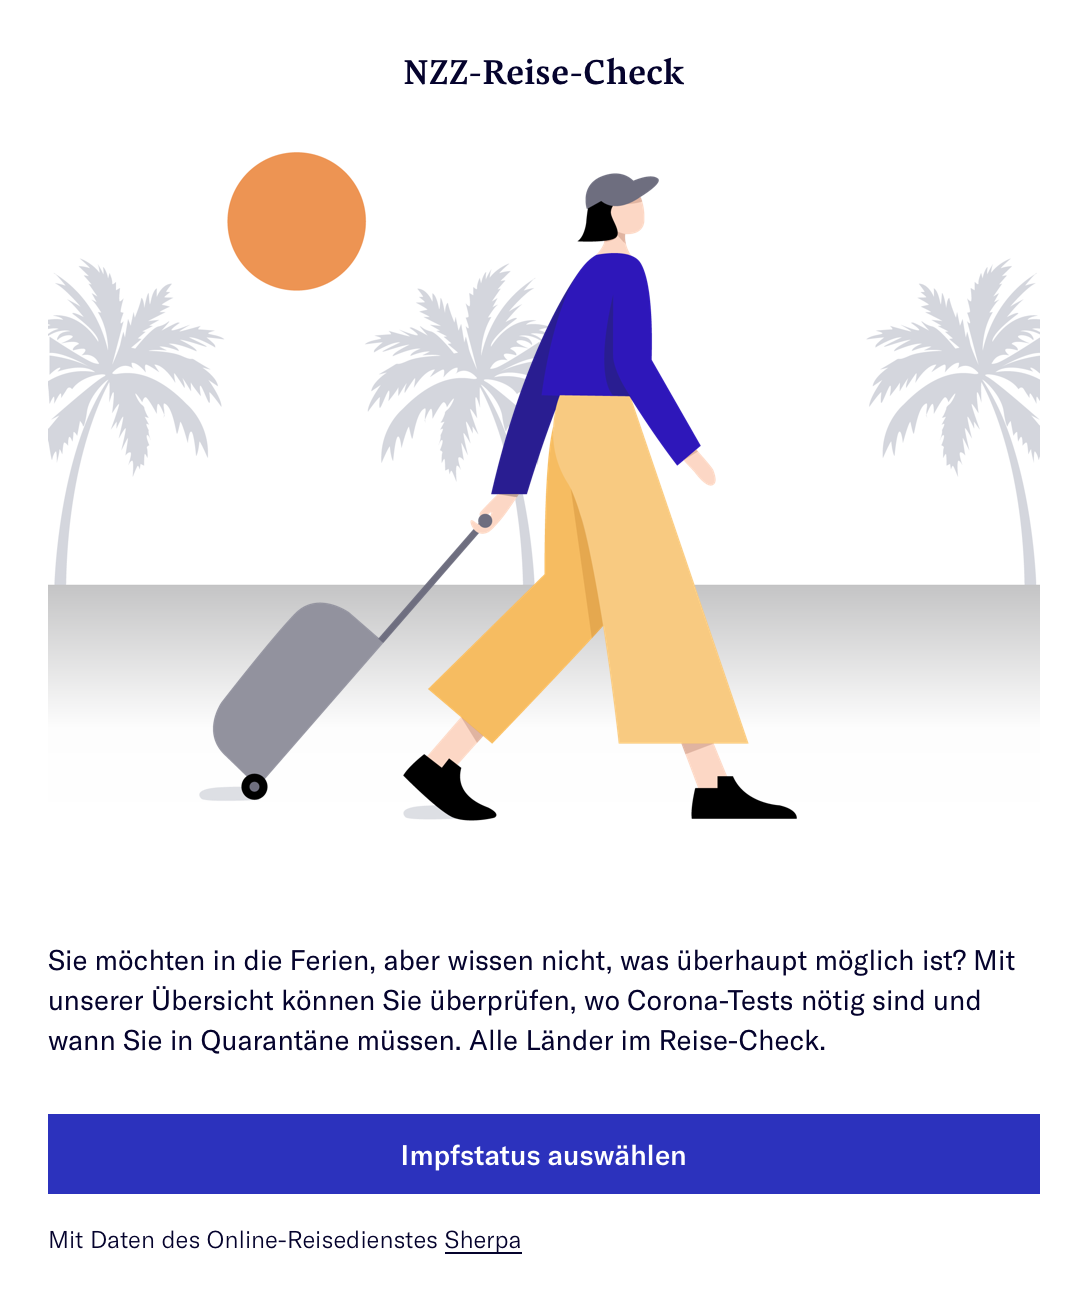 NZZ-Reise-Check
Sie möchten in die Ferien, aber wissen nicht, was überhaupt möglich ist? Mit
unserer Übersicht können Sie überprüfen, wo Corona-Tests nötig sind und
wann Sie in Quarantäne müssen. Alle Länder im Reise-Check.
Impfstatus auswählen
Mit Daten des Online-Reisedienstes Sherpa